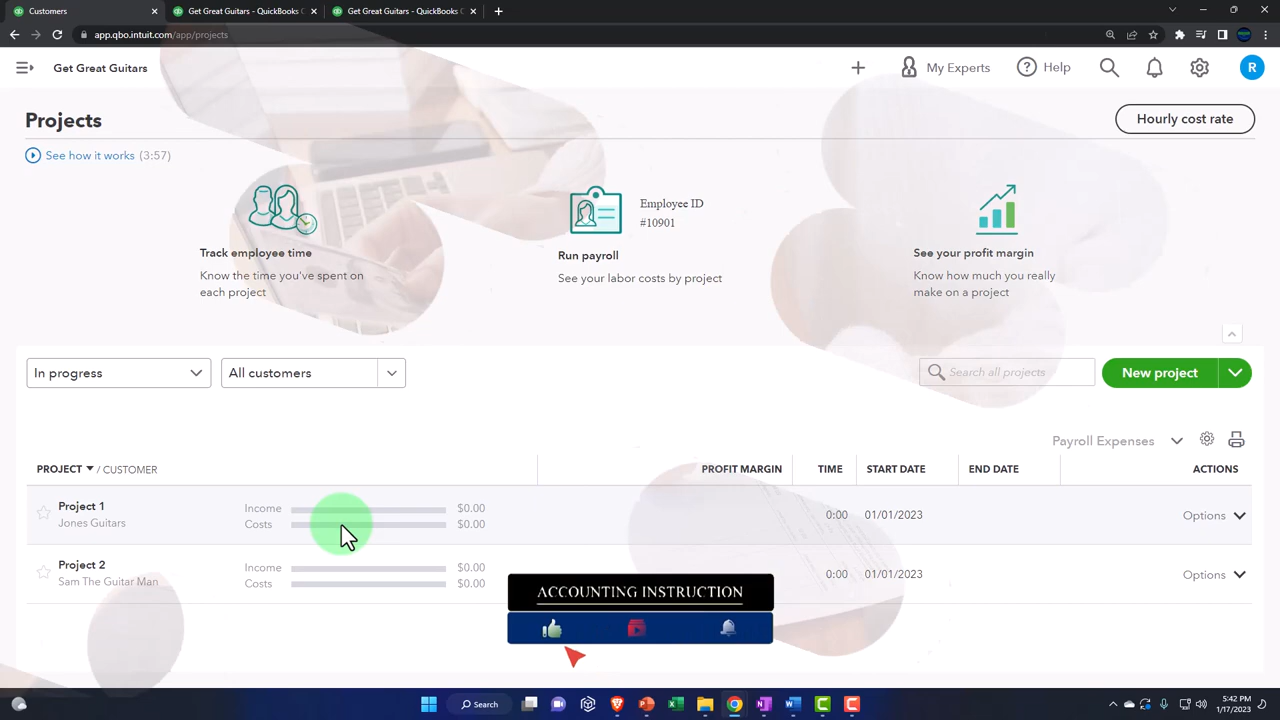 Customers
Get Great Guitars - QuickBooks C
Get Great Guitars - QuickBooks C
app.qbo.intuit.com/app/projects
Get Great Guitars
My Experts
Help
R
Projects
Hourly cost rate
See how it works (3:57)
Employee ID
#10901
Track employee time
Run payroll
See your profit margin
Know the time you've spent on
each project
See your labor costs by project
Know how much you really
make on a project
In progress
All customers
Search all projects
New project
Payroll Expenses
PROJECT / CUSTOMER
PROFIT MARGIN
TIME
START DATE
END DATE
ACTIONS
Project 1
Jones Guitars
Income $0.00
Costs $0.00
0:00
01/01/2023
Options
Project 2
Sam The Guitar Man
Income $0.00
Costs $0.00
0:00
01/01/2023
Options
ACCOUNTING INSTRUCTION
Search
5:42 PM
1/17/2023